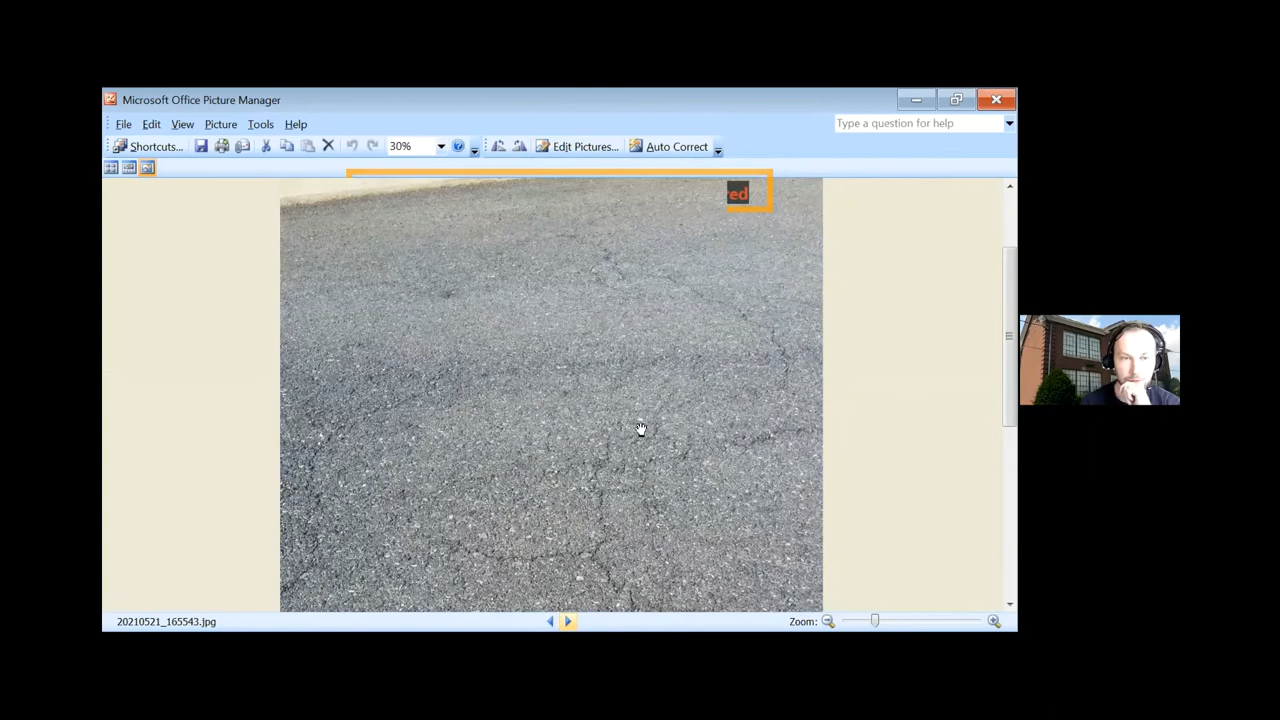 Microsoft Office Picture Manager
File Edit View Picture Tools Help
Type a question for help
Shortcuts... 30% Edit Pictures... Auto Correct
red
20210521_165543.jpg
Zoom: